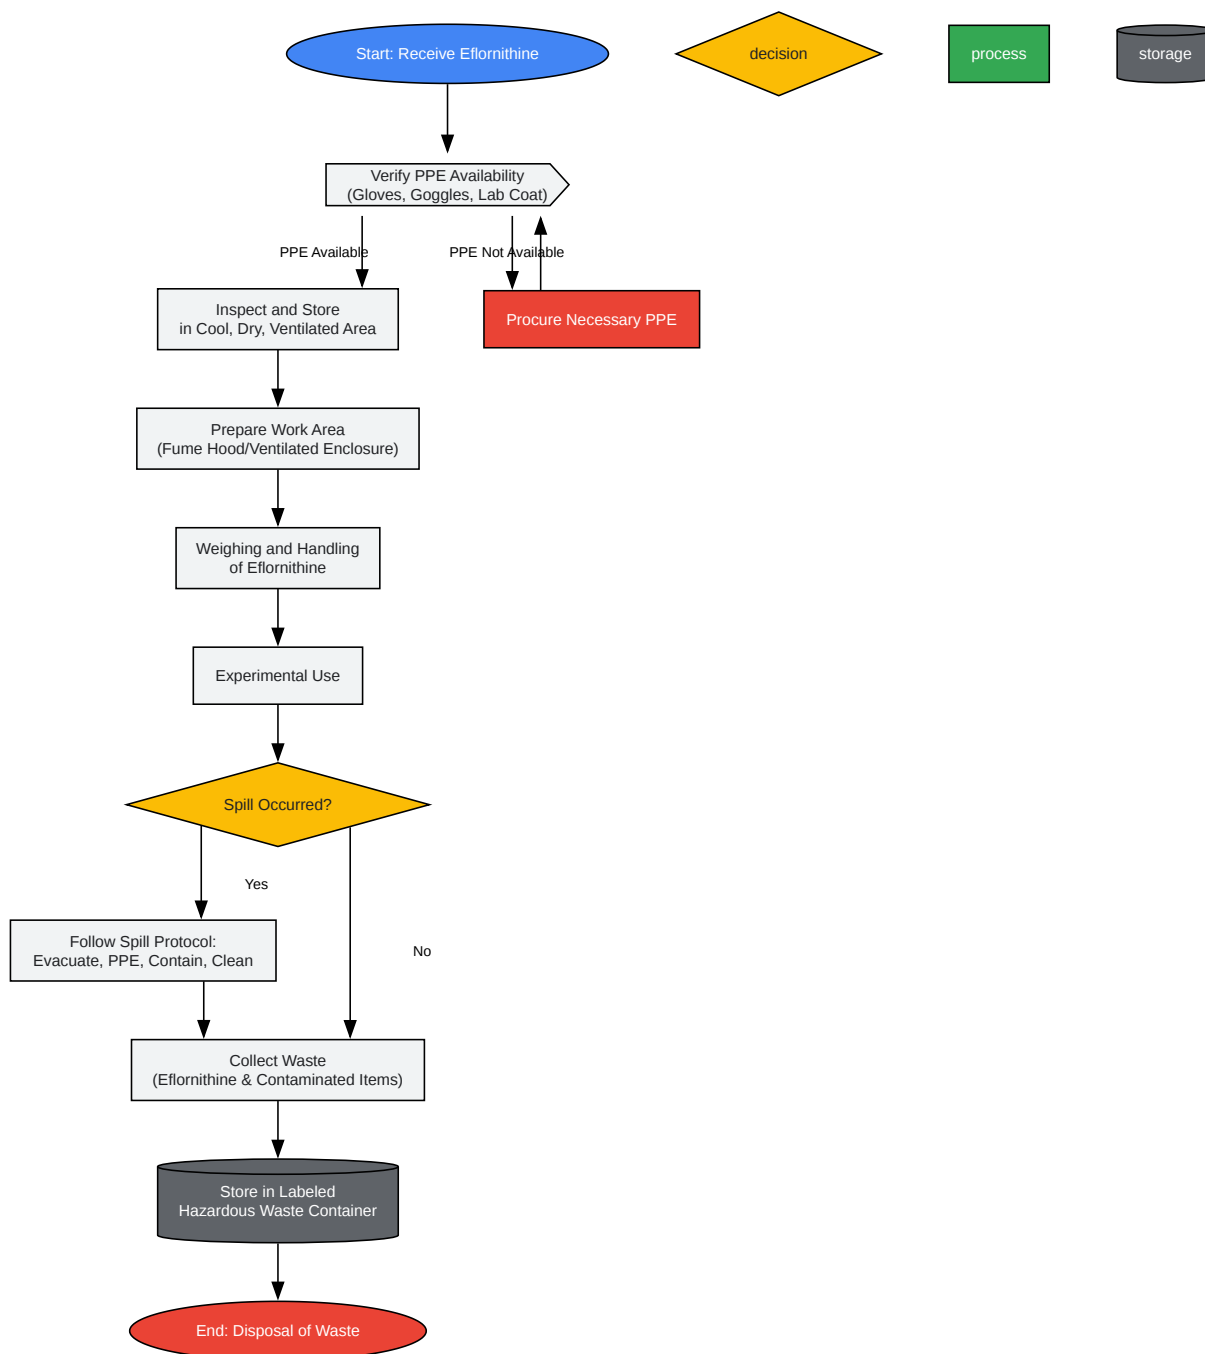 Start: Receive Eflornithine
decision
process
storage
Verify PPE Availability
(Gloves, Goggles, Lab Coat)
PPE Available
PPE Not Available
Inspect and Store
in Cool, Dry, Ventilated Area
Procure Necessary PPE
Prepare Work Area
(Fume Hood/Ventilated Enclosure)
Weighing and Handling
of Eflornithine
Experimental Use
Spill Occurred?
Yes
Follow Spill Protocol:
Evacuate, PPE, Contain, Clean
No
Collect Waste
(Eflornithine & Contaminated Items)
Store in Labeled
Hazardous Waste Container
End: Disposal of Waste